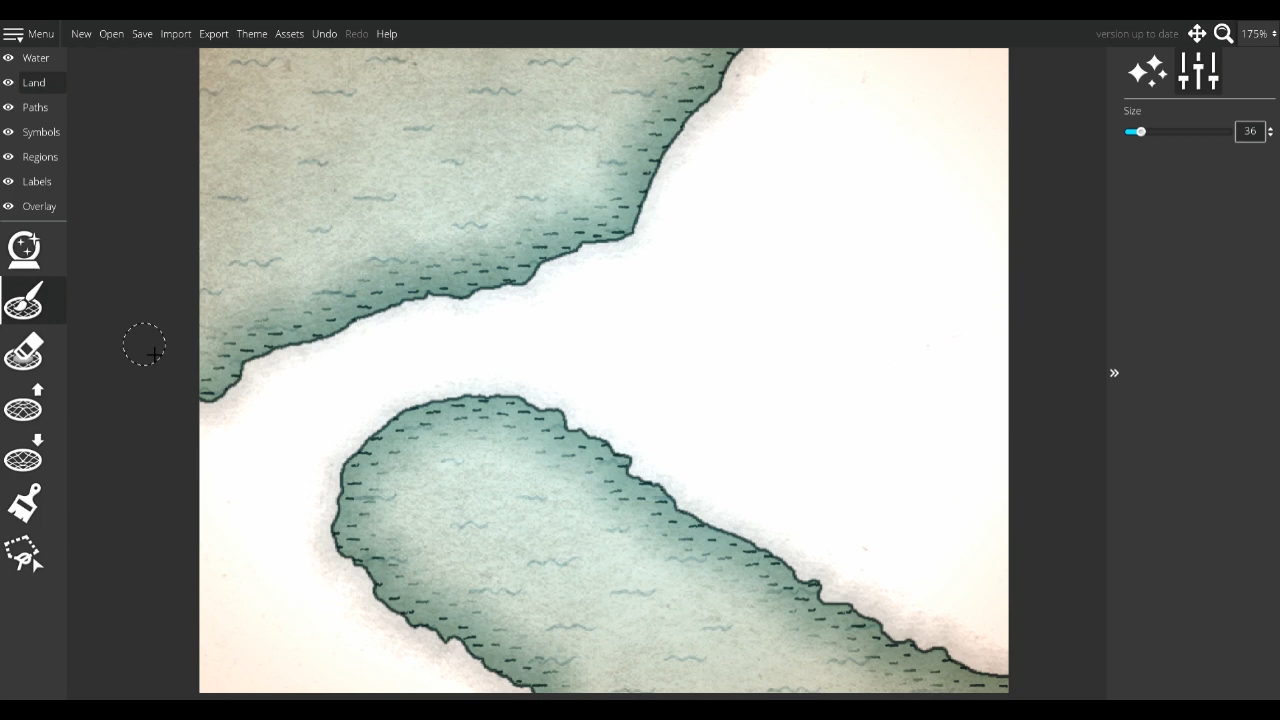 Menu New Open Save Import Export Theme Assets Undo Redo Help version up to date 175%
Water
Land
Paths
Symbols
Regions
Labels
Overlay
Size
36